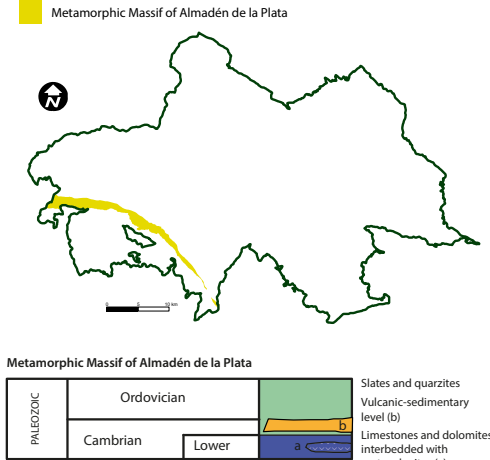 Metamorphic Massif of Almadén de la Plata
N
0 5 10 km
Metamorphic Massif of Almadén de la Plata
PALEOZOIC
Ordovician
Cambrian
Lower
b
a
Slates and quarzites
Vulcanic-sedimentary
level (b)
Limestones and dolomites
interbedded with